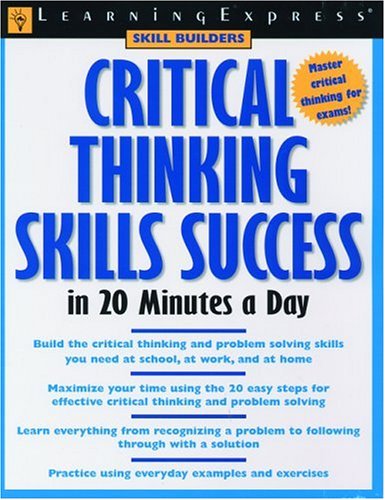 LEARNINGEXPRESS®
SKILL BUILDERS
Master
critical
thinking for
exams!
CRITICAL
THINKING
SKILLS SUCCESS
in 20 Minutes a Day
Build the critical thinking and problem solving skills
you need at school, at work, and at home
Maximize your time using the 20 easy steps for
effective critical thinking and problem solving
Learn everything from recognizing a problem to following
through with a solution
Practice using everyday examples and exercises